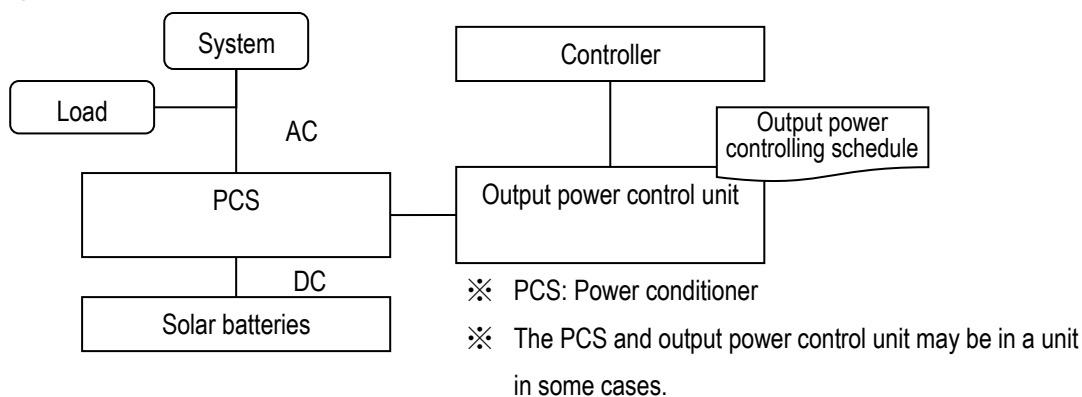 System
Controller
Load
Output power
controlling schedule
AC
PCS
Output power control unit
DC
Solar batteries
※ PCS: Power conditioner
※ The PCS and output power control unit may be in a unit
in some cases.